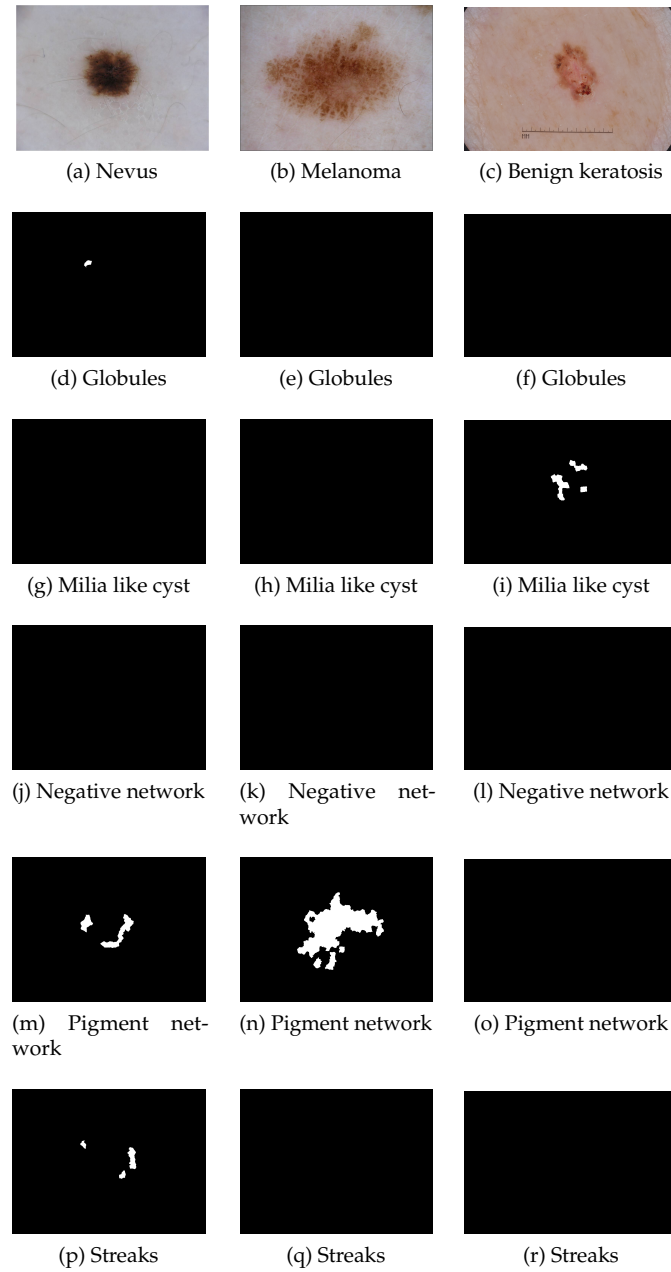 (a) Nevus
(b) Melanoma
(c) Benign keratosis
(d) Globules
(e) Globules
(f) Globules
(g) Milia like cyst
(h) Milia like cyst
(i) Milia like cyst
(j) Negative network
(k) Negative net-
work
(l) Negative network
(m) Pigment net-
work
(n) Pigment network
(o) Pigment network
(p) Streaks
(q) Streaks
(r) Streaks